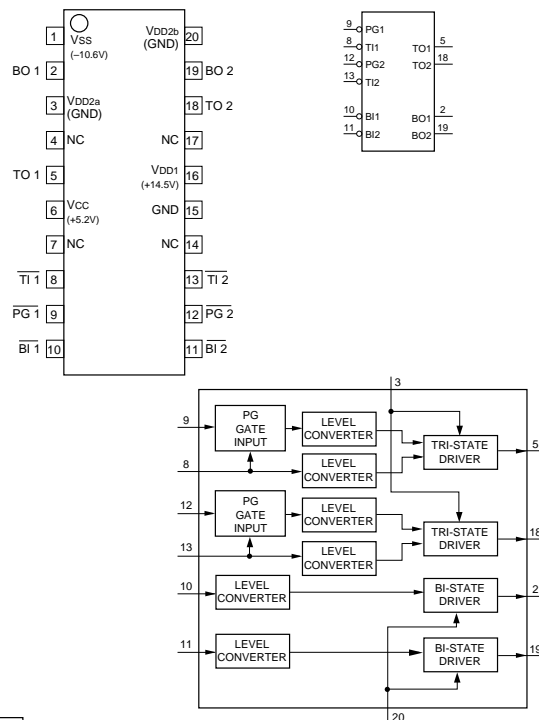 1 VSS (–10.6V)
VDD2b (GND) 20
BO 1 2
19 BO 2
3 VDD2a (GND)
18 TO 2
4 NC
NC 17
TO 1 5
VDD1 (+14.5V) 16
6 VCC (+5.2V)
GND 15
7 NC
NC 14
TI 1 8
13 TI 2
PG 1 9
12 PG 2
BI 1 10
11 BI 2
9 PG1
8 TI1
TO1 5
12 PG2
TO2 18
13 TI2
10 BI1
BO1 2
11 BI2
BO2 19
3
9
PG
GATE
INPUT
LEVEL
CONVERTER
8
LEVEL
CONVERTER
TRI-STATE
DRIVER
5
12
PG
GATE
INPUT
LEVEL
CONVERTER
13
LEVEL
CONVERTER
TRI-STATE
DRIVER
18
10
LEVEL
CONVERTER
BI-STATE
DRIVER
2
11
LEVEL
CONVERTER
BI-STATE
DRIVER
19
20